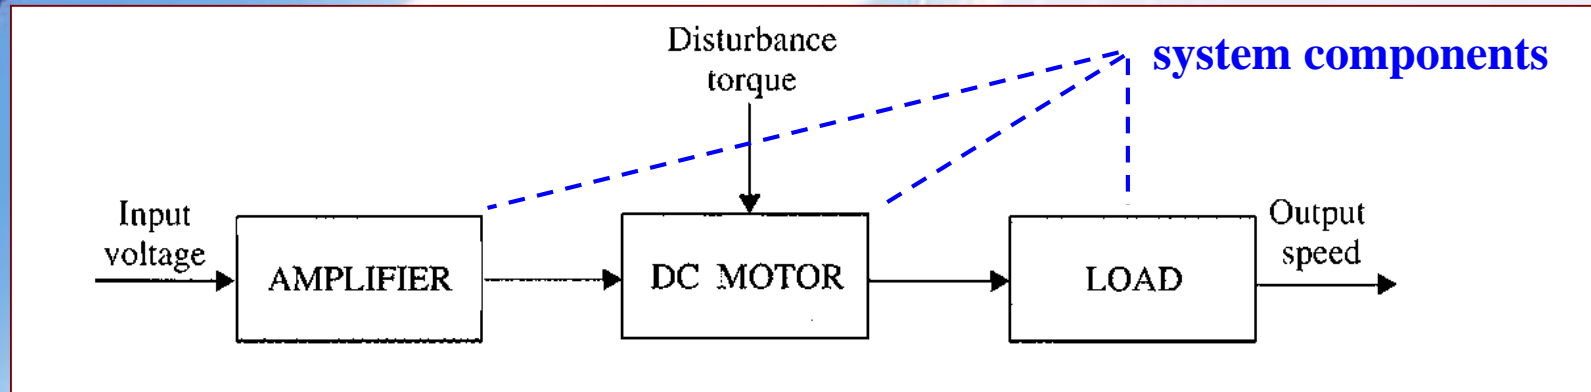 Disturbance
torque
system components
Input
voltage
AMPLIFIER
DC MOTOR
LOAD
Output
speed